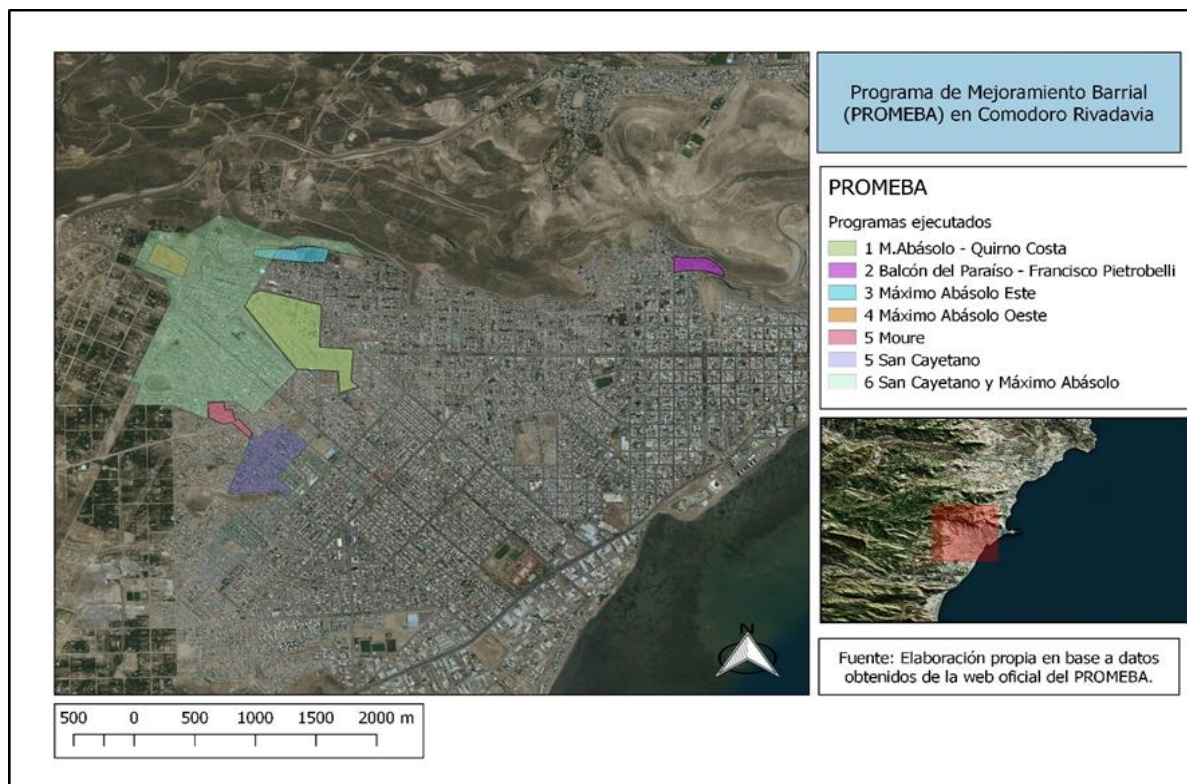 Programa de Mejoramiento Barrial
(PROMEBA) en Comodoro Rivadavia
PROMEBA
Programas ejecutados
1 M.Abásolo - Quirno Costa
2 Balcón del Paraíso - Francisco Pietrobelli
3 Máximo Abásolo Este
4 Máximo Abásolo Oeste
5 Moure
5 San Cayetano
6 San Cayetano y Máximo Abásolo
N
Fuente: Elaboración propia en base a datos
obtenidos de la web oficial del PROMEBA.
500 0 500 1000 1500 2000 m